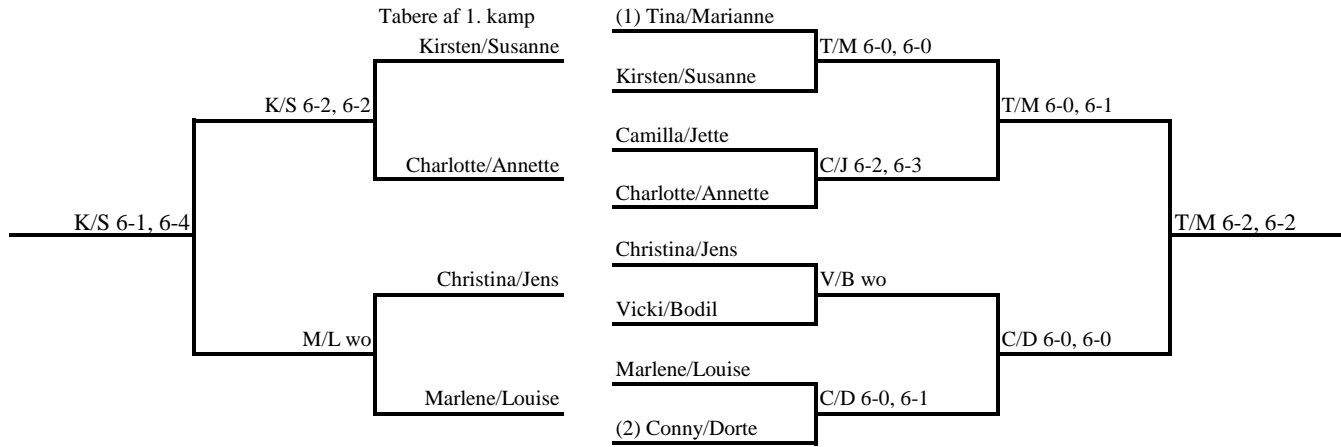 Tabere af 1. kamp
(1) Tina/Marianne
Kirsten/Susanne
T/M 6-0, 6-0
Kirsten/Susanne
K/S 6-2, 6-2
T/M 6-0, 6-1
Camilla/Jette
Charlotte/Annette
C/J 6-2, 6-3
Charlotte/Annette
K/S 6-1, 6-4
T/M 6-2, 6-2
Christina/Jens
Christina/Jens
V/B wo
Vicki/Bodil
M/L wo
C/D 6-0, 6-0
Marlene/Louise
Marlene/Louise
C/D 6-0, 6-1
(2) Conny/Dorte